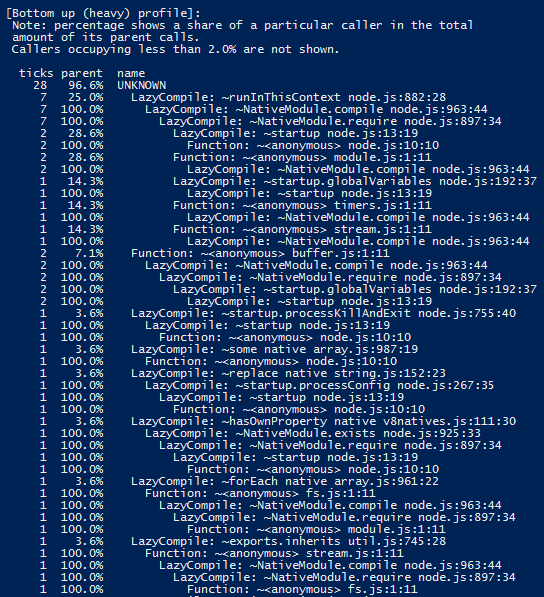 [Bottom up (heavy) profile]:
Note: percentage shows a share of a particular caller in the total
amount of its parent calls.
Callers occupying less than 2.0% are not shown.
ticks parent name
28 96.6% UNKNOWN
7 25.0% LazyCompile: ~runInThisContext node.js:882:28
7 100.0% LazyCompile: ~NativeModule.compile node.js:963:44
7 100.0% LazyCompile: ~NativeModule.require node.js:897:34
2 28.6% LazyCompile: ~startup node.js:13:19
2 100.0% Function: ~<anonymous> node.js:10:10
2 28.6% Function: ~<anonymous> module.js:1:11
2 100.0% LazyCompile: ~NativeModule.compile node.js:963:44
1 14.3% LazyCompile: ~startup.globalVariables node.js:192:37
1 100.0% LazyCompile: ~startup node.js:13:19
1 14.3% Function: ~<anonymous> timers.js:1:11
1 100.0% LazyCompile: ~NativeModule.compile node.js:963:44
1 14.3% Function: ~<anonymous> stream.js:1:11
1 100.0% LazyCompile: ~NativeModule.compile node.js:963:44
2 7.1% Function: ~<anonymous> buffer.js:1:11
2 100.0% LazyCompile: ~NativeModule.compile node.js:963:44
2 100.0% LazyCompile: ~NativeModule.require node.js:897:34
2 100.0% LazyCompile: ~startup.globalVariables node.js:192:37
2 100.0% LazyCompile: ~startup node.js:13:19
1 3.6% LazyCompile: ~startup.processKillAndExit node.js:755:40
1 100.0% LazyCompile: ~startup node.js:13:19
1 100.0% Function: ~<anonymous> node.js:10:10
1 3.6% LazyCompile: ~some native array.js:987:19
1 100.0% Function: ~<anonymous> node.js:10:10
1 3.6% LazyCompile: ~replace native string.js:152:23
1 100.0% LazyCompile: ~startup.processConfig node.js:267:35
1 100.0% LazyCompile: ~startup node.js:13:19
1 100.0% Function: ~<anonymous> node.js:10:10
1 3.6% LazyCompile: ~hasOwnProperty native v8natives.js:111:30
1 100.0% LazyCompile: ~NativeModule.exists node.js:925:33
1 100.0% LazyCompile: ~NativeModule.require node.js:897:34
1 100.0% LazyCompile: ~startup node.js:13:19
1 100.0% Function: ~<anonymous> node.js:10:10
1 3.6% LazyCompile: ~forEach native array.js:961:22
1 100.0% Function: ~<anonymous> fs.js:1:11
1 100.0% LazyCompile: ~NativeModule.compile node.js:963:44
1 100.0% LazyCompile: ~NativeModule.require node.js:897:34
1 100.0% Function: ~<anonymous> module.js:1:11
1 3.6% LazyCompile: ~exports.inherits util.js:745:28
1 100.0% Function: ~<anonymous> stream.js:1:11
1 100.0% LazyCompile: ~NativeModule.compile node.js:963:44
1 100.0% LazyCompile: ~NativeModule.require node.js:897:34
1 100.0% Function: ~<anonymous> fs.js:1:11